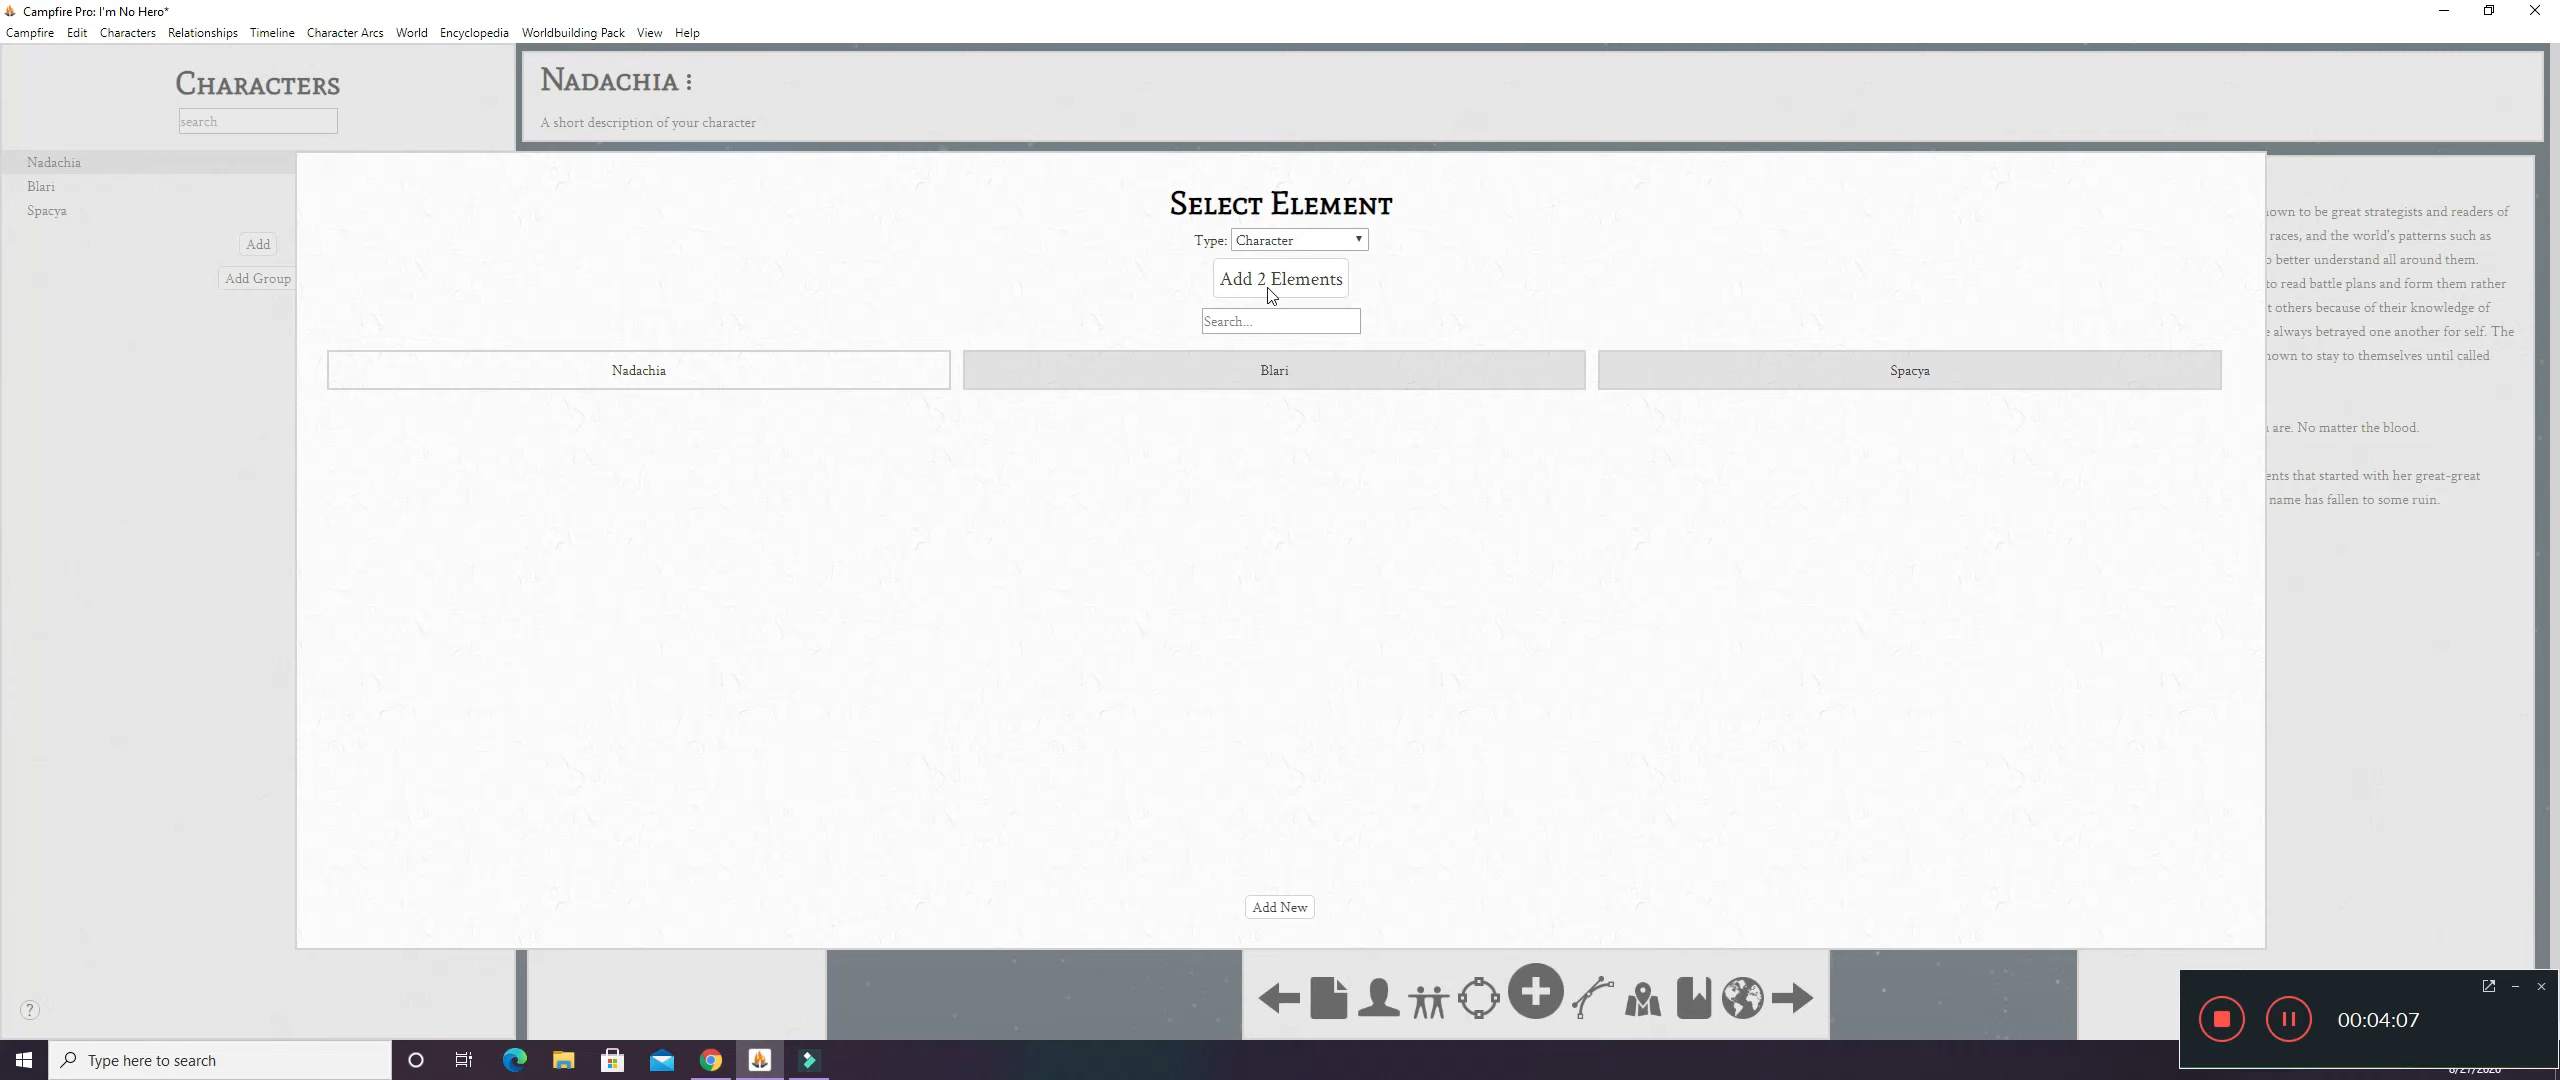 Campfire Pro: I'm No Hero*
Campfire Edit Characters Relationships Timeline Character Arcs World Encyclopedia Worldbuilding Pack View Help
Characters
search
Nadachia
Blari
Spacya
Add
Add Group
Nadachia
A short description of your character
Select Element
Type: Character
Add 2 Elements
Search...
Nadachia Blari Spacya
Add New
to be great strategists and readers of
races, and the world's patterns such as
better understand all around them.
to read battle plans and form them rather
others because of their knowledge of
always betrayed one another for self. The
to stay to themselves until called
are. No matter the blood.
that started with her great-great
name has fallen to some ruin.
?
00:04:07
Type here to search